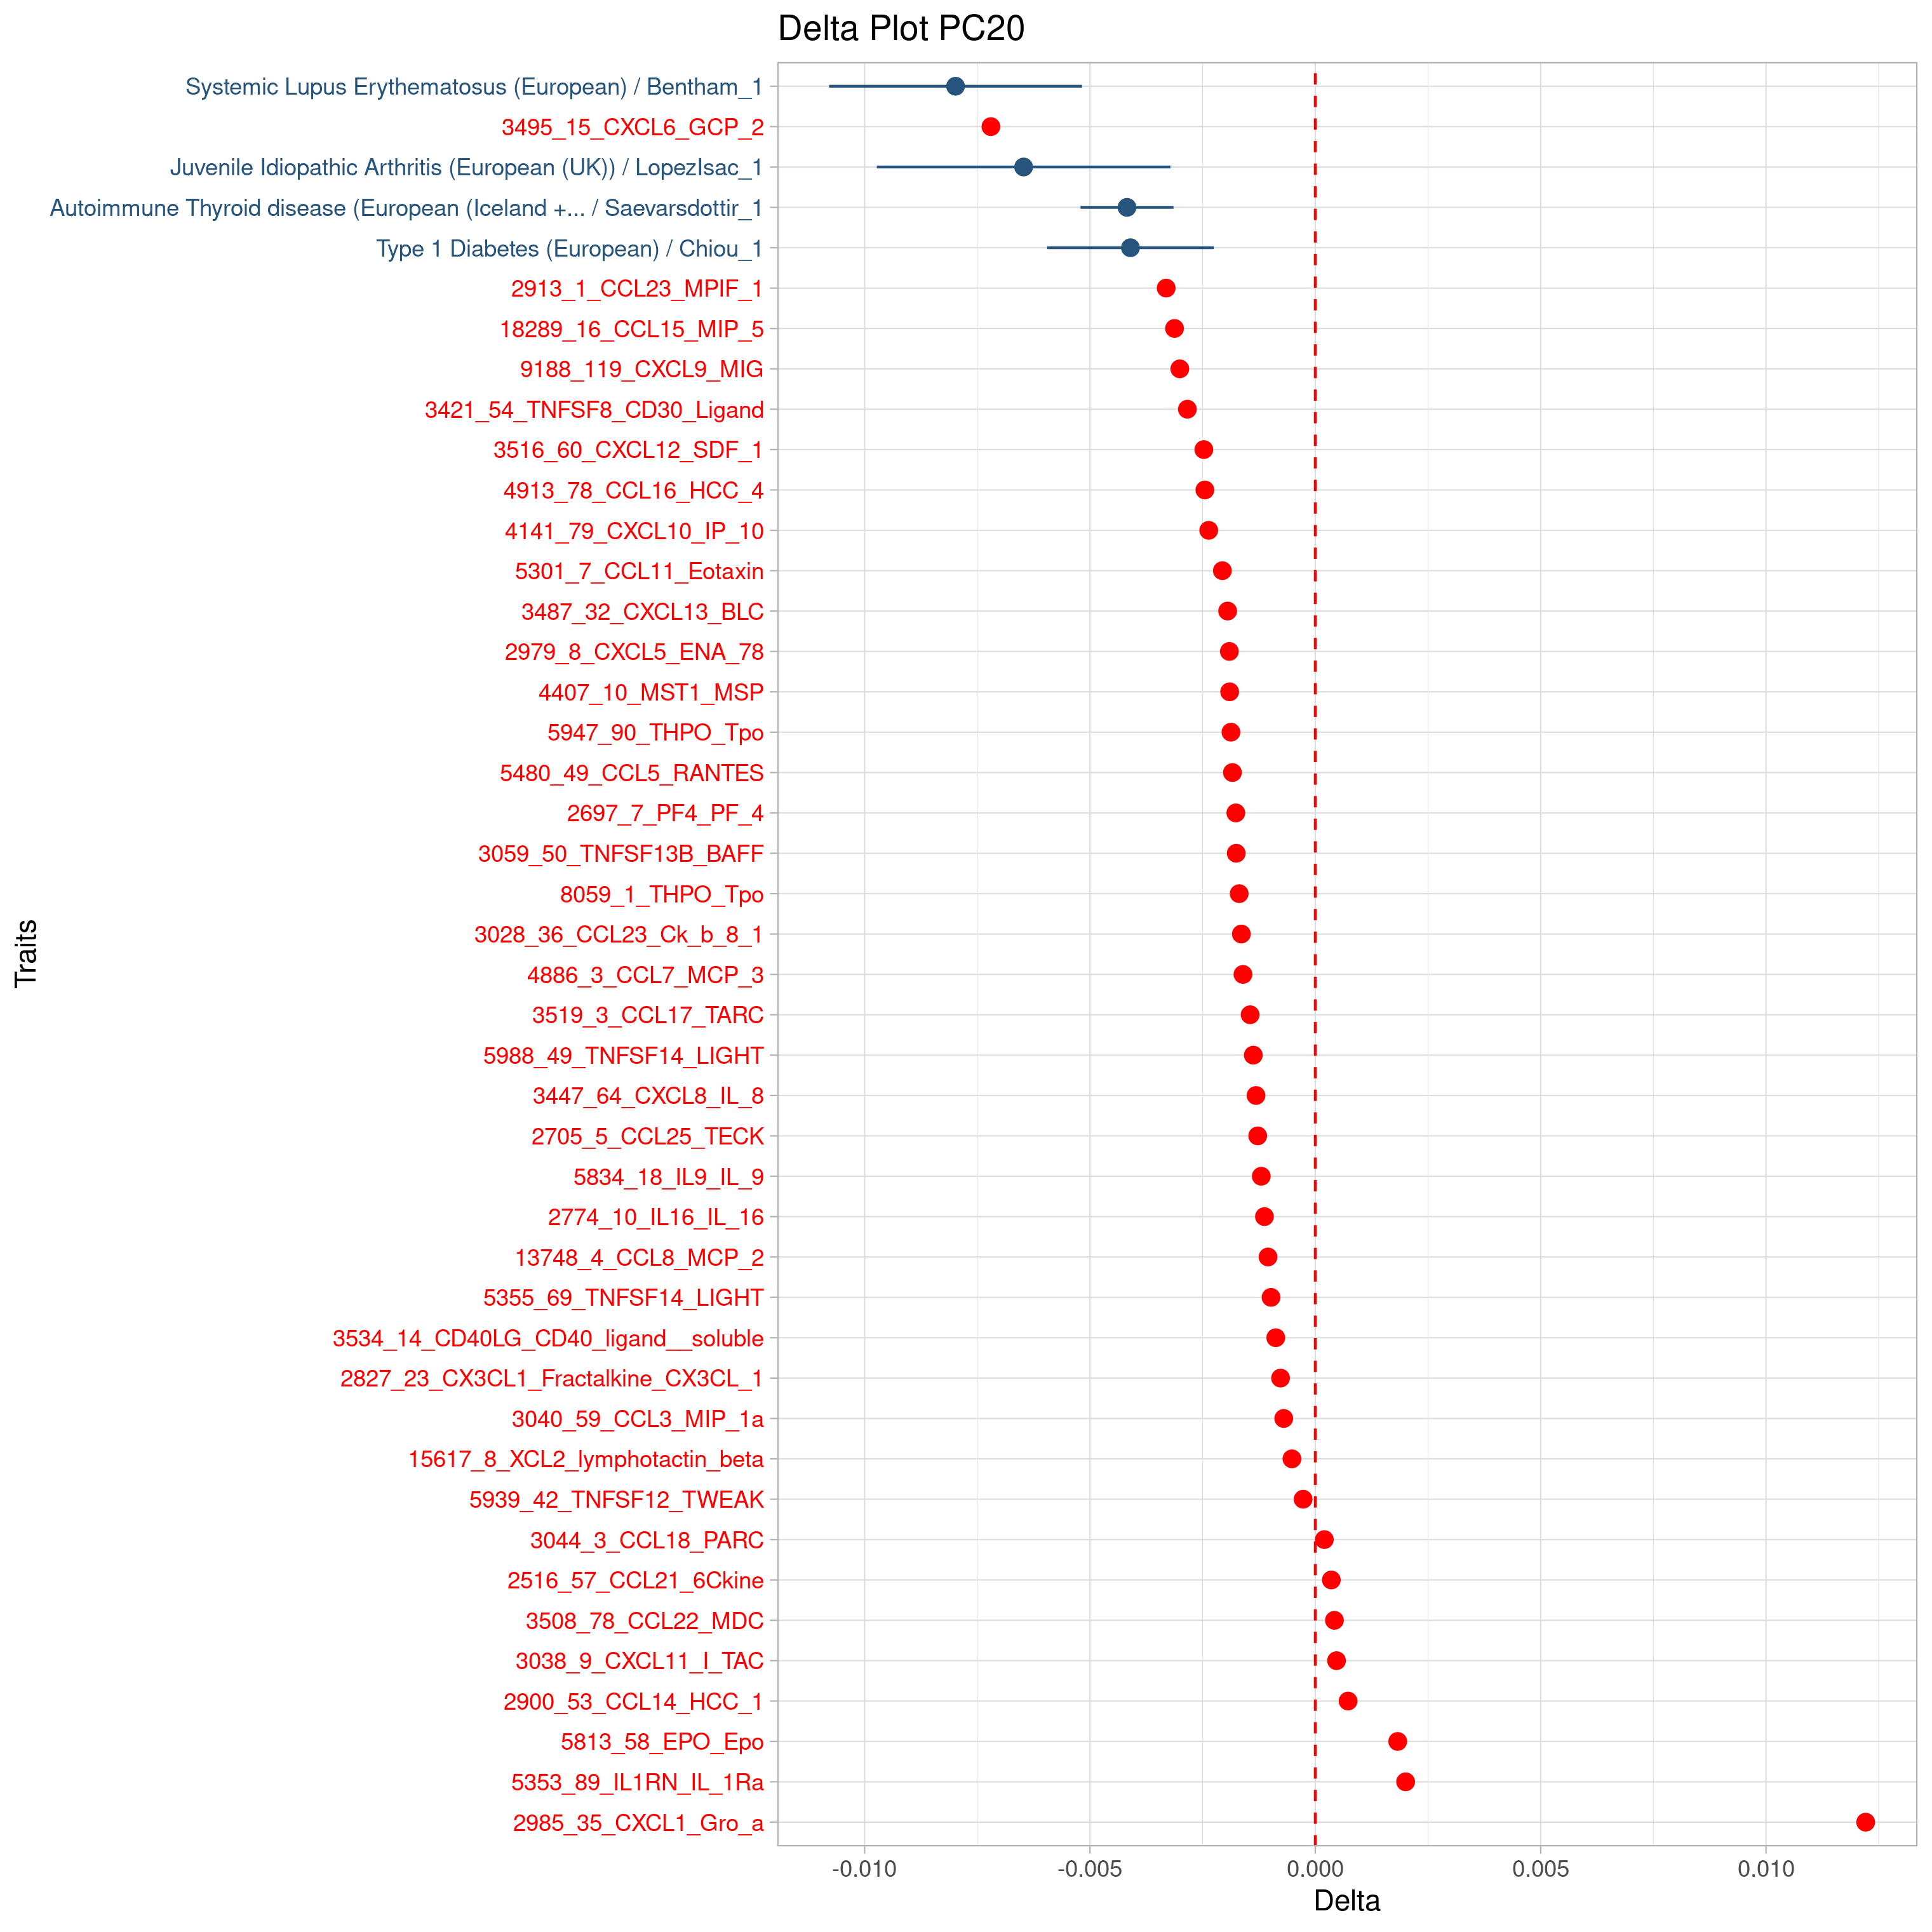 Delta Plot PC20
Systemic Lupus Erythematosus (European) / Bentham_1
3495_15_CXCL6_GCP_2
Juvenile Idiopathic Arthritis (European (UK)) / LopezIsac_1
Autoimmune Thyroid disease (European (Iceland +... / Saevarsdottir_1
Type 1 Diabetes (European) / Chiou_1
2913_1_CCL23_MPIF_1
18289_16_CCL15_MIP_5
9188_119_CXCL9_MIG
3421_54_TNFSF8_CD30_Ligand
3516_60_CXCL12_SDF_1
4913_78_CCL16_HCC_4
4141_79_CXCL10_IP_10
5301_7_CCL11_Eotaxin
3487_32_CXCL13_BLC
2979_8_CXCL5_ENA_78
4407_10_MST1_MSP
5947_90_THPO_Tpo
5480_49_CCL5_RANTES
2697_7_PF4_PF_4
3059_50_TNFSF13B_BAFF
8059_1_THPO_Tpo
3028_36_CCL23_Ck_b_8_1
4886_3_CCL7_MCP_3
3519_3_CCL17_TARC
5988_49_TNFSF14_LIGHT
3447_64_CXCL8_IL_8
2705_5_CCL25_TECK
5834_18_IL9_IL_9
2774_10_IL16_IL_16
13748_4_CCL8_MCP_2
5355_69_TNFSF14_LIGHT
3534_14_CD40LG_CD40_ligand__soluble
2827_23_CX3CL1_Fractalkine_CX3CL_1
3040_59_CCL3_MIP_1a
15617_8_XCL2_lymphotactin_beta
5939_42_TNFSF12_TWEAK
3044_3_CCL18_PARC
2516_57_CCL21_6Ckine
3508_78_CCL22_MDC
3038_9_CXCL11_I_TAC
2900_53_CCL14_HCC_1
5813_58_EPO_Epo
5353_89_IL1RN_IL_1Ra
2985_35_CXCL1_Gro_a
Traits
-0.010 -0.005 0.000 0.005 0.010
Delta